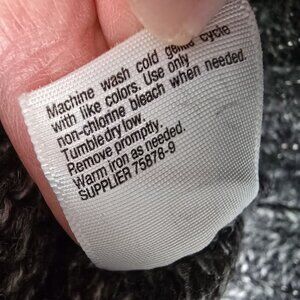 Machine wash cold gentle cycle
with like colors. Use only
non-chlorine bleach when needed.
Tumble dry low.
Remove promptly.
Warm iron as needed.
SUPPLIER 75878-9